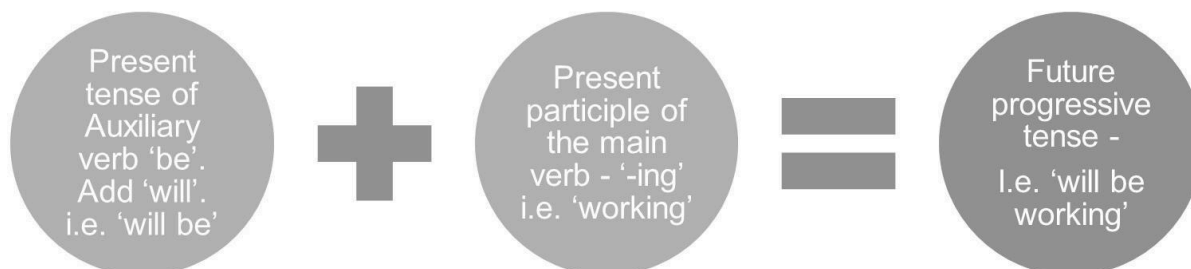 Present
tense of
Auxiliary
verb ‘be’.
Add ‘will’.
i.e. ‘will be’
Present
participle of
the main
verb - ‘-ing’
i.e. ‘working’
Future
progressive
tense -
I.e. ‘will be
working’